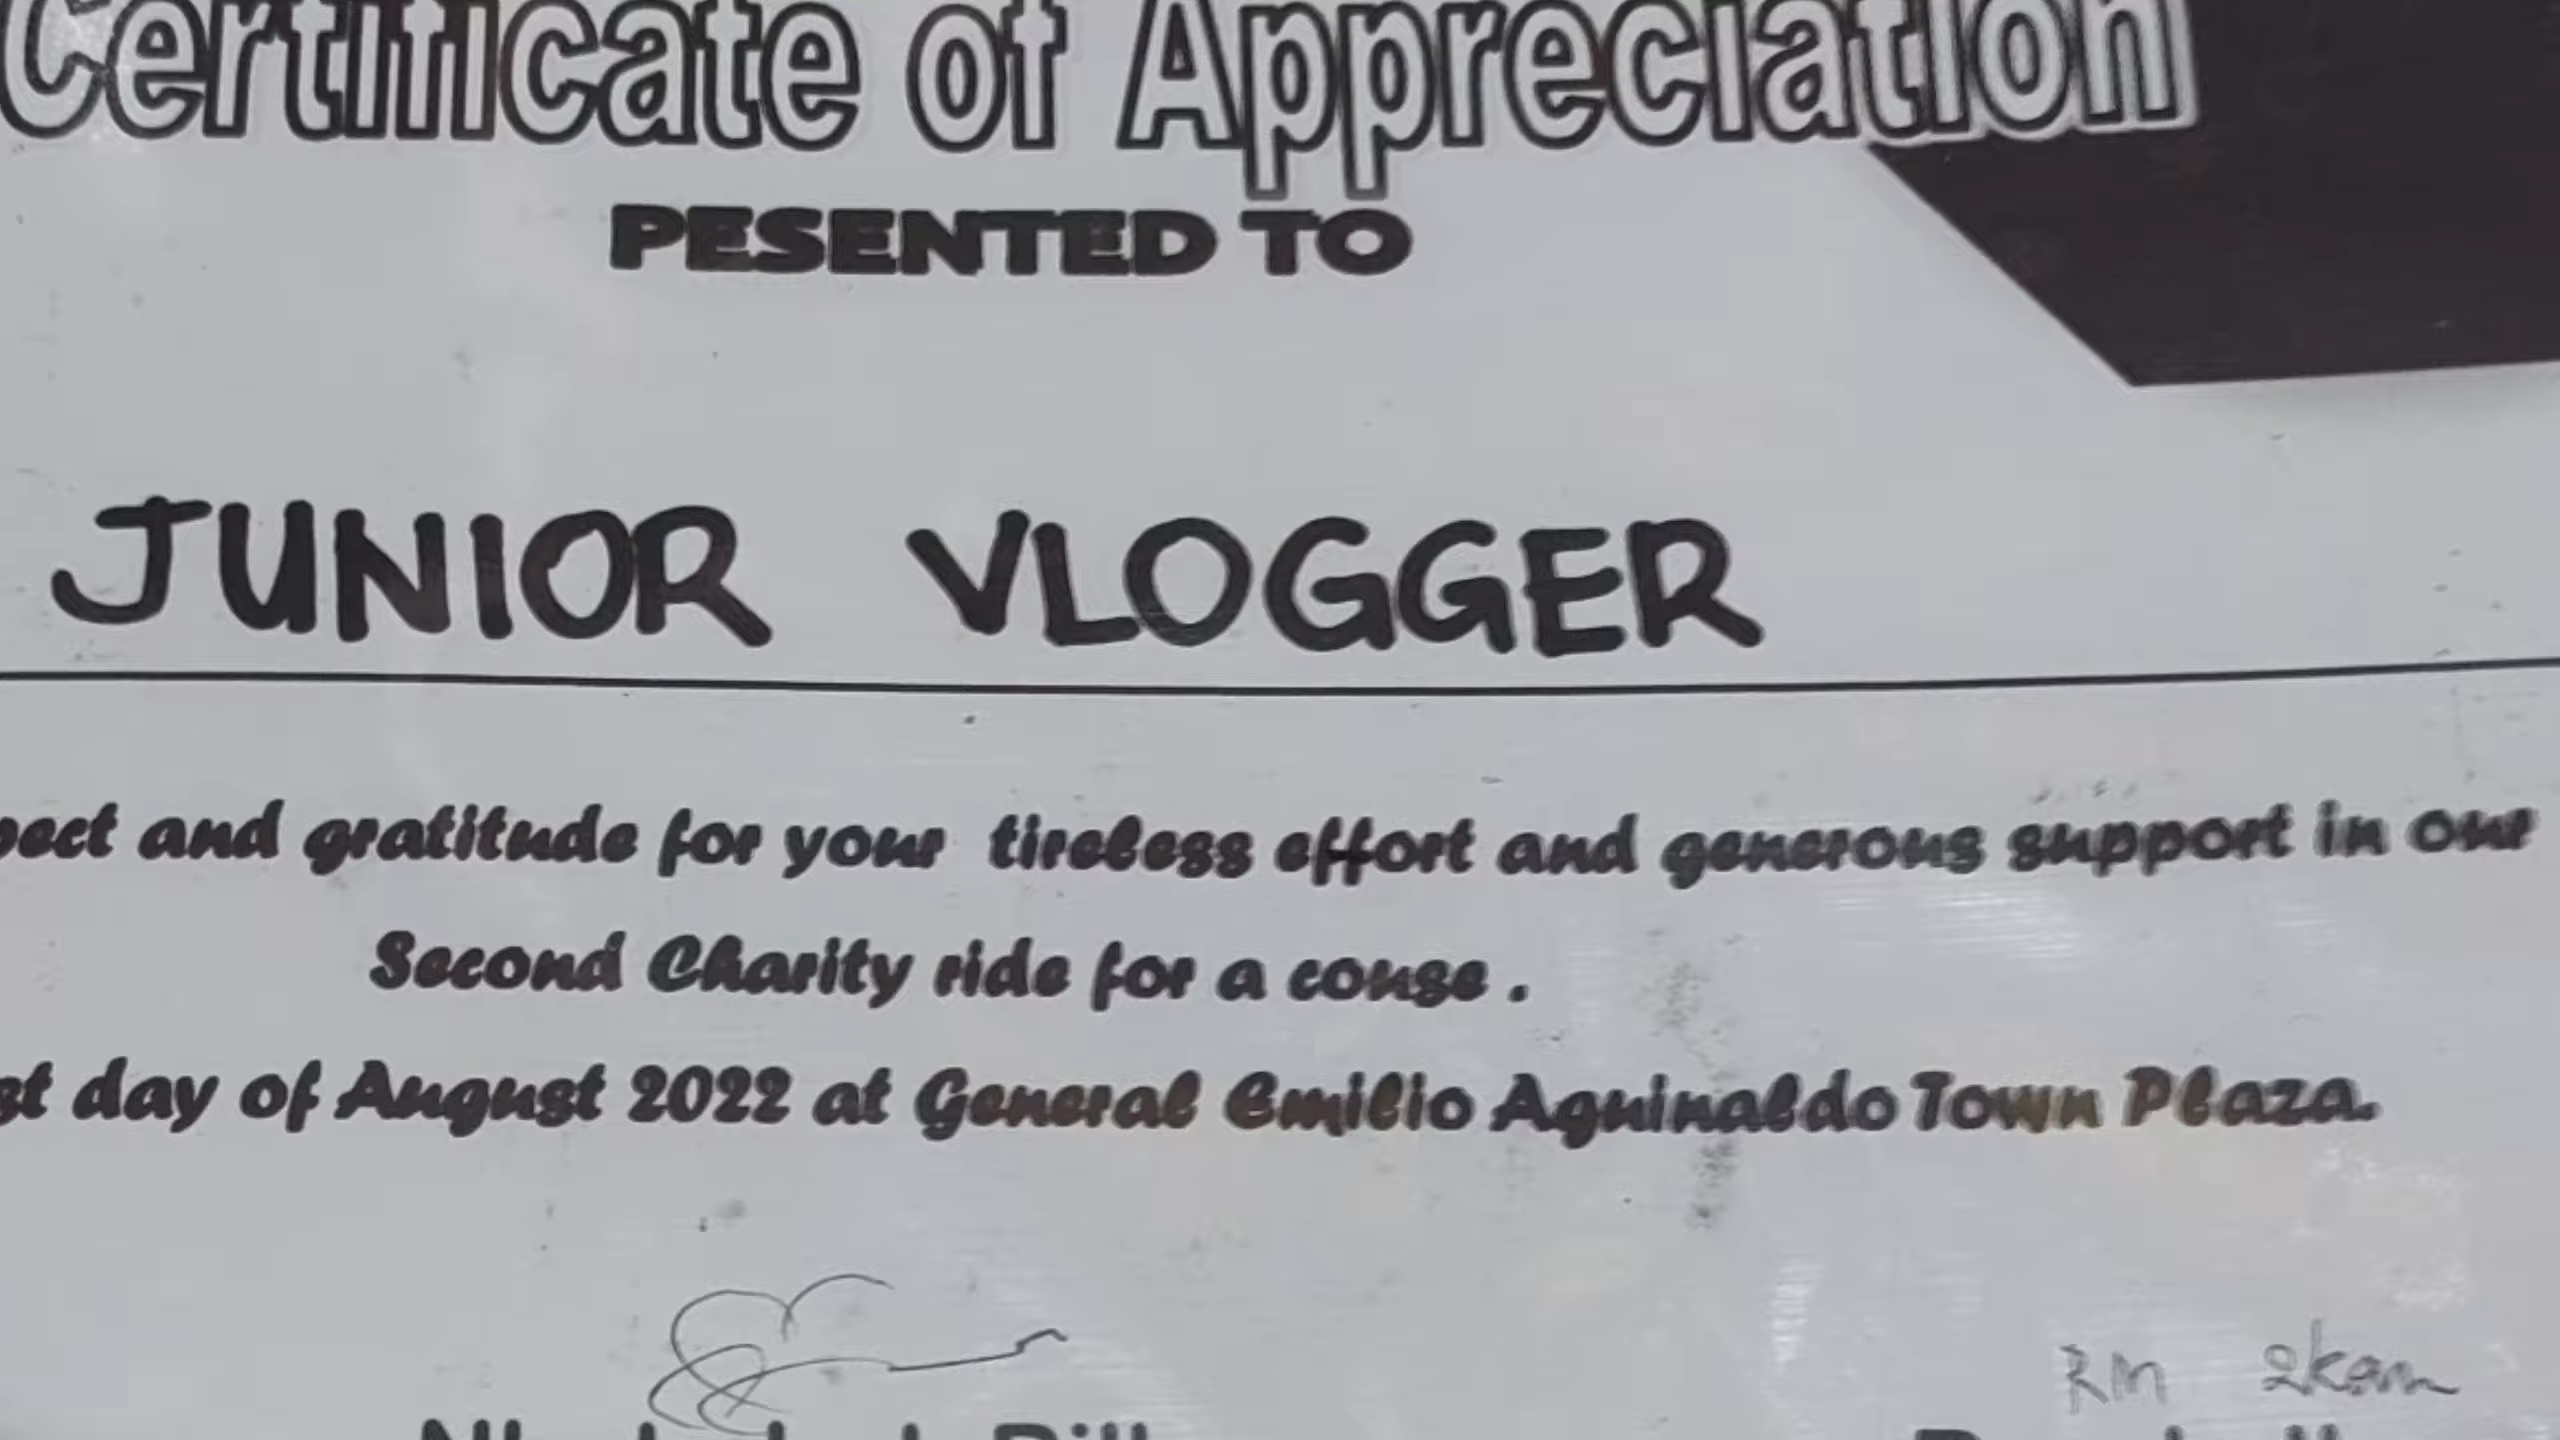 Certificate of Appreciation
PESENTED TO
JUNIOR VLOGGER
pect and gratitude for your tireless effort and generous support in our
Second Charity ride for a couse .
st day of August 2022 at General Emilio Aguinaldo Town Plaza.
RM